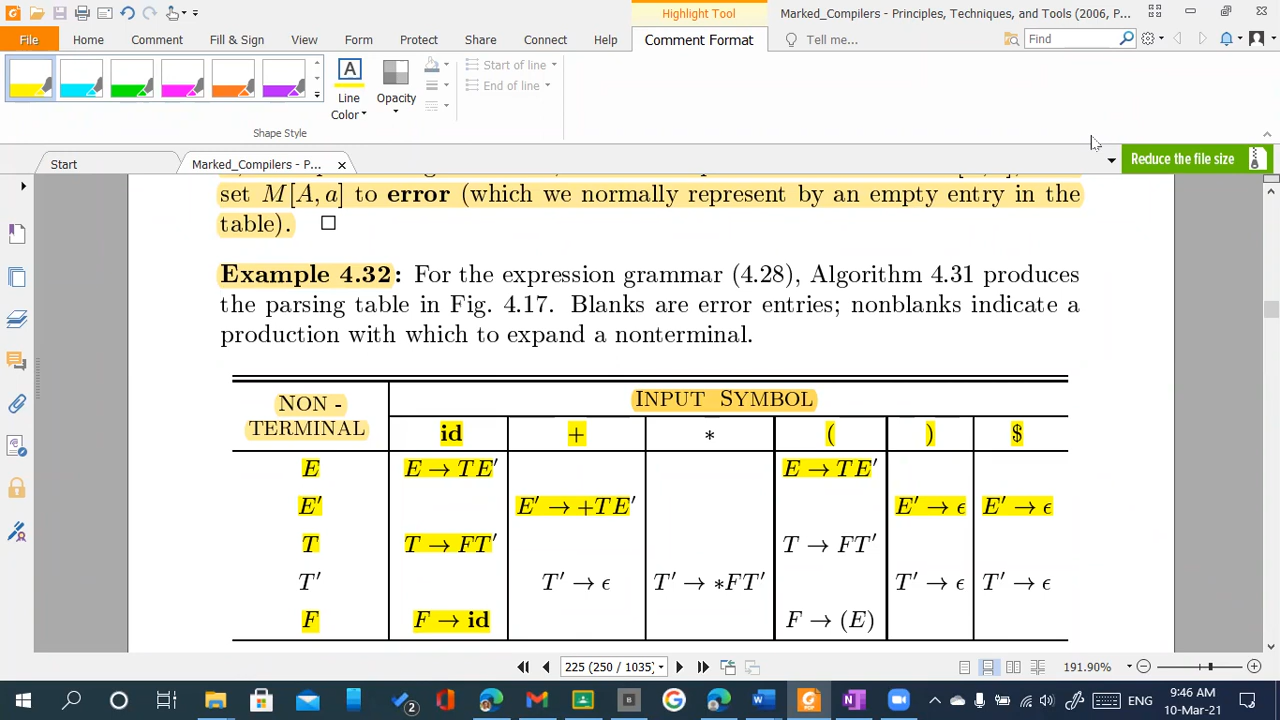 Highlight Tool
Marked_Compilers - Principles, Techniques, and Tools (2006, P...
File Home Comment Fill & Sign View Form Protect Share Connect Help Comment Format Tell me... Find
A
Line Color
Opacity
Start of line
End of line
Shape Style
Start
Marked_Compilers - P...
Reduce the file size
set M[A, a] to error (which we normally represent by an empty entry in the
table). □
Example 4.32: For the expression grammar (4.28), Algorithm 4.31 produces
the parsing table in Fig. 4.17. Blanks are error entries; nonblanks indicate a
production with which to expand a nonterminal.
NON - TERMINAL
INPUT SYMBOL
id + * ( ) $
E E → TE′ E → TE′
E′ E′ → +TE′ E′ → ϵ E′ → ϵ
T T → FT′ T → FT′
T′ T′ → ϵ T′ → *FT′ T′ → ϵ T′ → ϵ
F F → id F → (E)
225 (250 / 1035)
191.90%
2
W
N
ENG
9:46 AM
10-Mar-21